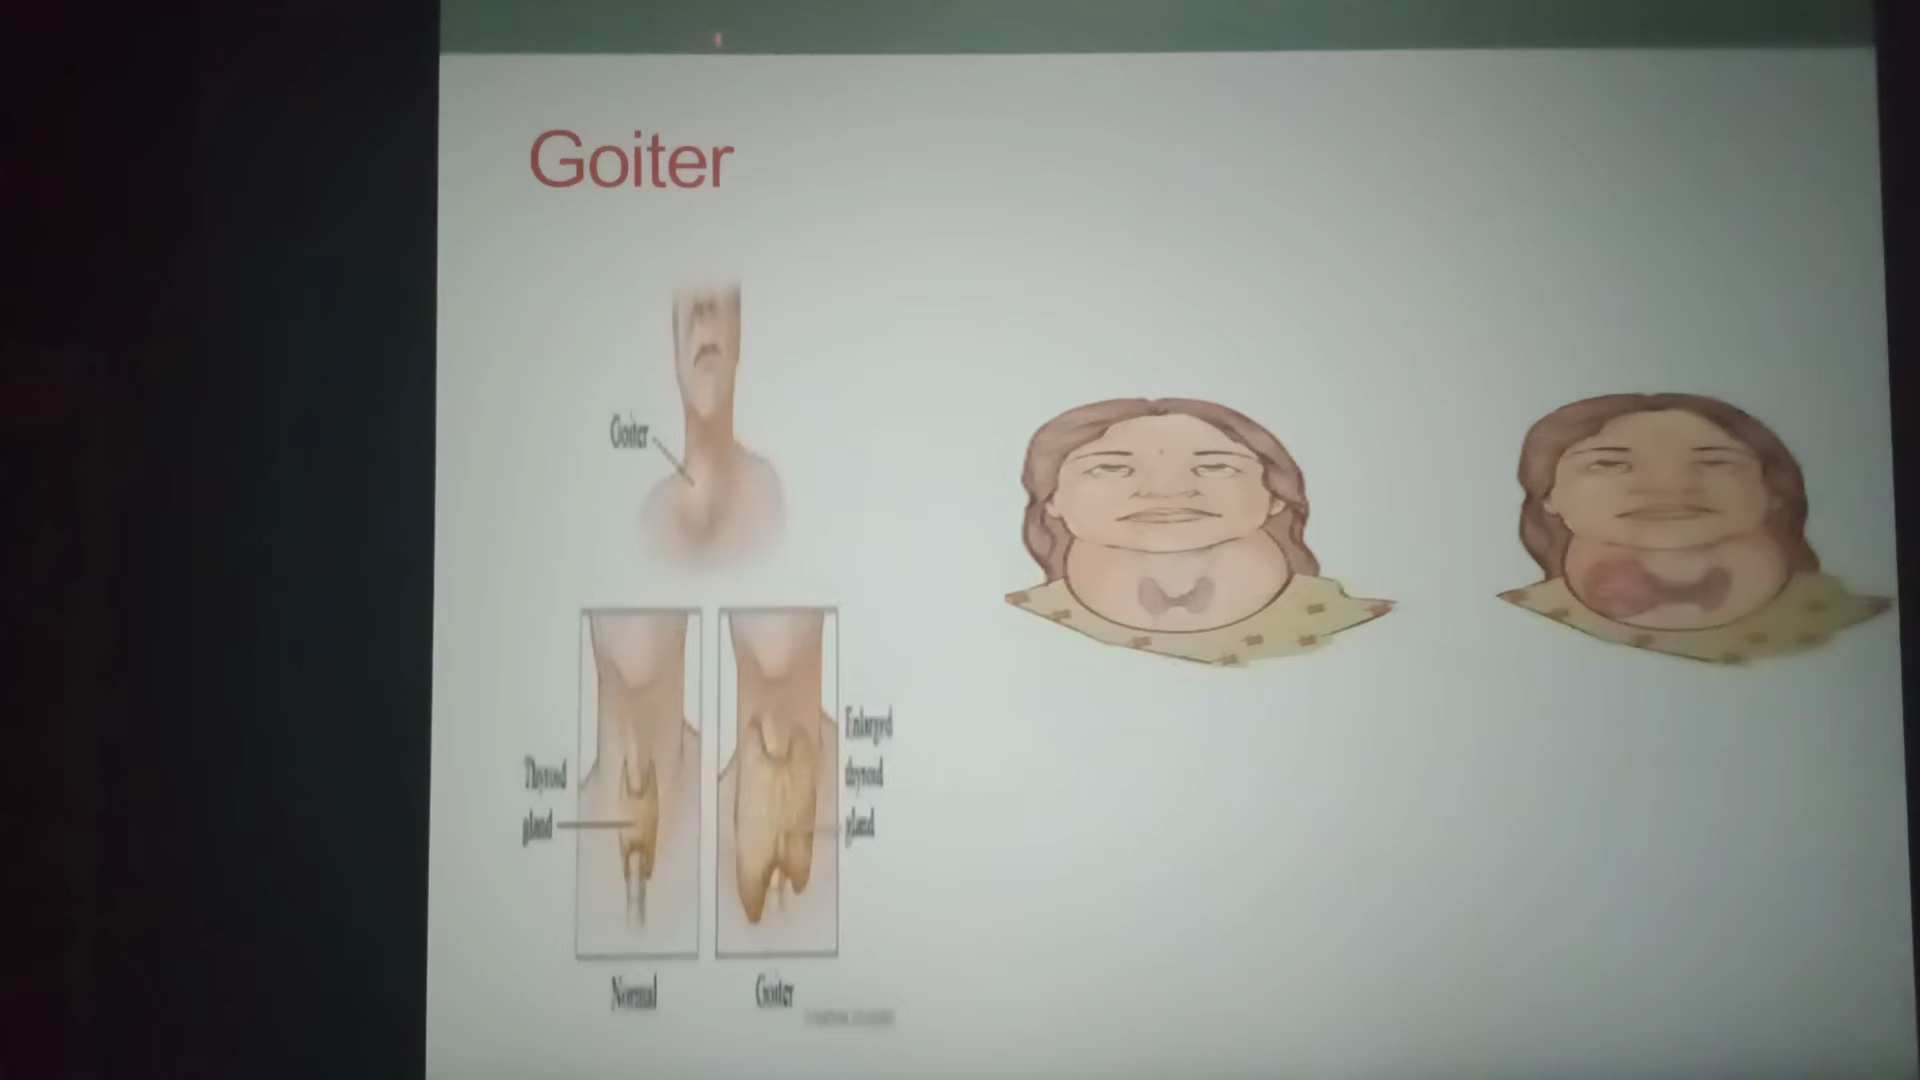 Goiter
Goiter
Thyroid
gland
Enlarged
thyroid
gland
Normal
Goiter